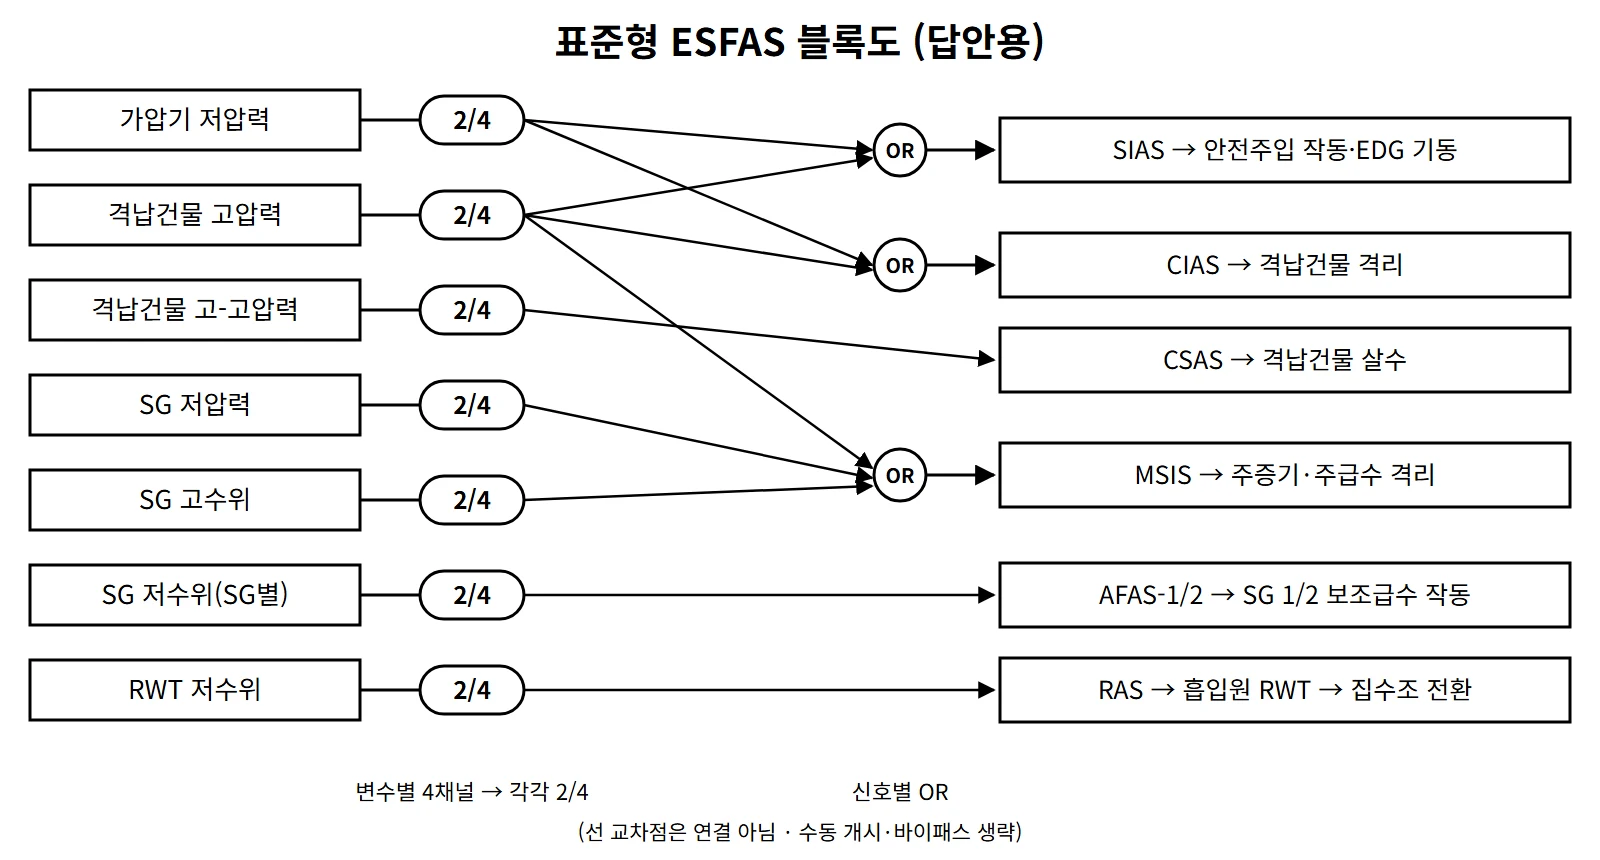 표준형 ESFAS 블록도 (답안용)
가압기 저압력
2/4
OR
SIAS → 안전주입 작동·EDG 기동
격납건물 고압력
2/4
OR
CIAS → 격납건물 격리
격납건물 고-고압력
2/4
CSAS → 격납건물 살수
SG 저압력
2/4
OR
MSIS → 주증기·주급수 격리
SG 고수위
2/4
SG 저수위(SG별)
2/4
AFAS-1/2 → SG 1/2 보조급수 작동
RWT 저수위
2/4
RAS → 흡입원 RWT → 집수조 전환
변수별 4채널 → 각각 2/4
신호별 OR
(선 교차점은 연결 아님 · 수동 개시·바이패스 생략)